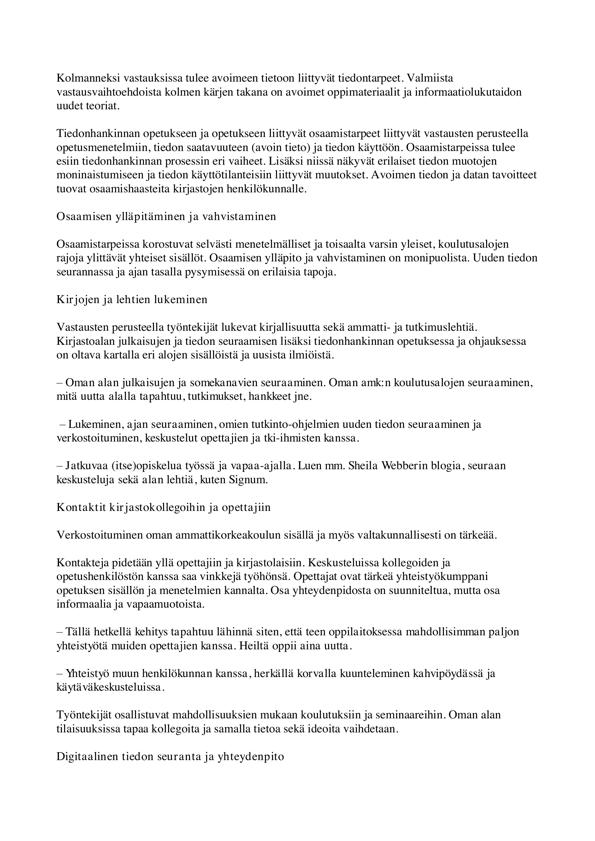 Kolmanneksi vastauksissa tulee avoimeen tietoon liittyvät tiedontarpeet. Valmiista
vastausvaihtoehdoista kolmen kärjen takana on avoimet oppimateriaalit ja informaatiolukutaidon
uudet teoriat.
Tiedonhankinnan opetukseen ja opetukseen liittyvät osaamistarpeet liittyvät vastausten perusteella
opetusmenetelmiin, tiedon saatavuuteen (avoin tieto) ja tiedon käyttöön. Osaamistarpeissa tulee
esiin tiedonhankinnan prosessin eri vaiheet. Lisäksi niissä näkyvät erilaiset tiedon muotojen
moninaistumiseen ja tiedon käyttötilanteisiin liittyvät muutokset. Avoimen tiedon ja datan tavoitteet
tuovat osaamishaasteita kirjastojen henkilökunnalle.
Osaamisen ylläpitäminen ja vahvistaminen
Osaamistarpeissa korostuvat selvästi menetelmälliset ja toisaalta varsin yleiset, koulutusalojen
rajoja ylittävät yhteiset sisällöt. Osaamisen ylläpito ja vahvistaminen on monipuolista. Uuden tiedon
seurannassa ja ajan tasalla pysymisessä on erilaisia tapoja.
Kirjojen ja lehtien lukeminen
Vastausten perusteella työntekijät lukevat kirjallisuutta sekä ammatti- ja tutkimuslehtiä.
Kirjastoalan julkaisujen ja tiedon seuraamisen lisäksi tiedonhankinnan opetuksessa ja ohjauksessa
on oltava kartalla eri alojen sisällöistä ja uusista ilmiöistä.
– Oman alan julkaisujen ja somekanavien seuraaminen. Oman amk:n koulutusalojen seuraaminen,
mitä uutta alalla tapahtuu, tutkimukset, hankkeet jne.
– Lukeminen, ajan seuraaminen, omien tutkinto-ohjelmien uuden tiedon seuraaminen ja
verkostoituminen, keskustelut opettajien ja tki-ihmisten kanssa.
– Jatkuvaa (itse)opiskelua työssä ja vapaa-ajalla. Luen mm. Sheila Webberin blogia, seuraan
keskusteluja sekä alan lehtiä, kuten Signum.
Kontaktit kirjastokollegoihin ja opettajiin
Verkostoituminen oman ammattikorkeakoulun sisällä ja myös valtakunnallisesti on tärkeää.
Kontakteja pidetään yllä opettajiin ja kirjastolaisiin. Keskusteluissa kollegoiden ja
opetushenkilöstön kanssa saa vinkkejä työhönsä. Opettajat ovat tärkeä yhteistyökumppani
opetuksen sisällön ja menetelmien kannalta. Osa yhteydenpidosta on suunniteltua, mutta osa
informaalia ja vapaamuotoista.
– Tällä hetkellä kehitys tapahtuu lähinnä siten, että teen oppilaitoksessa mahdollisimman paljon
yhteistyötä muiden opettajien kanssa. Heiltä oppii aina uutta.
– Yhteistyö muun henkilökunnan kanssa, herkällä korvalla kuunteleminen kahvipöydässä ja
käytäväkeskusteluissa.
Työntekijät osallistuvat mahdollisuuksien mukaan koulutuksiin ja seminaareihin. Oman alan
tilaisuuksissa tapaa kollegoita ja samalla tietoa sekä ideoita vaihdetaan.
Digitaalinen tiedon seuranta ja yhteydenpito